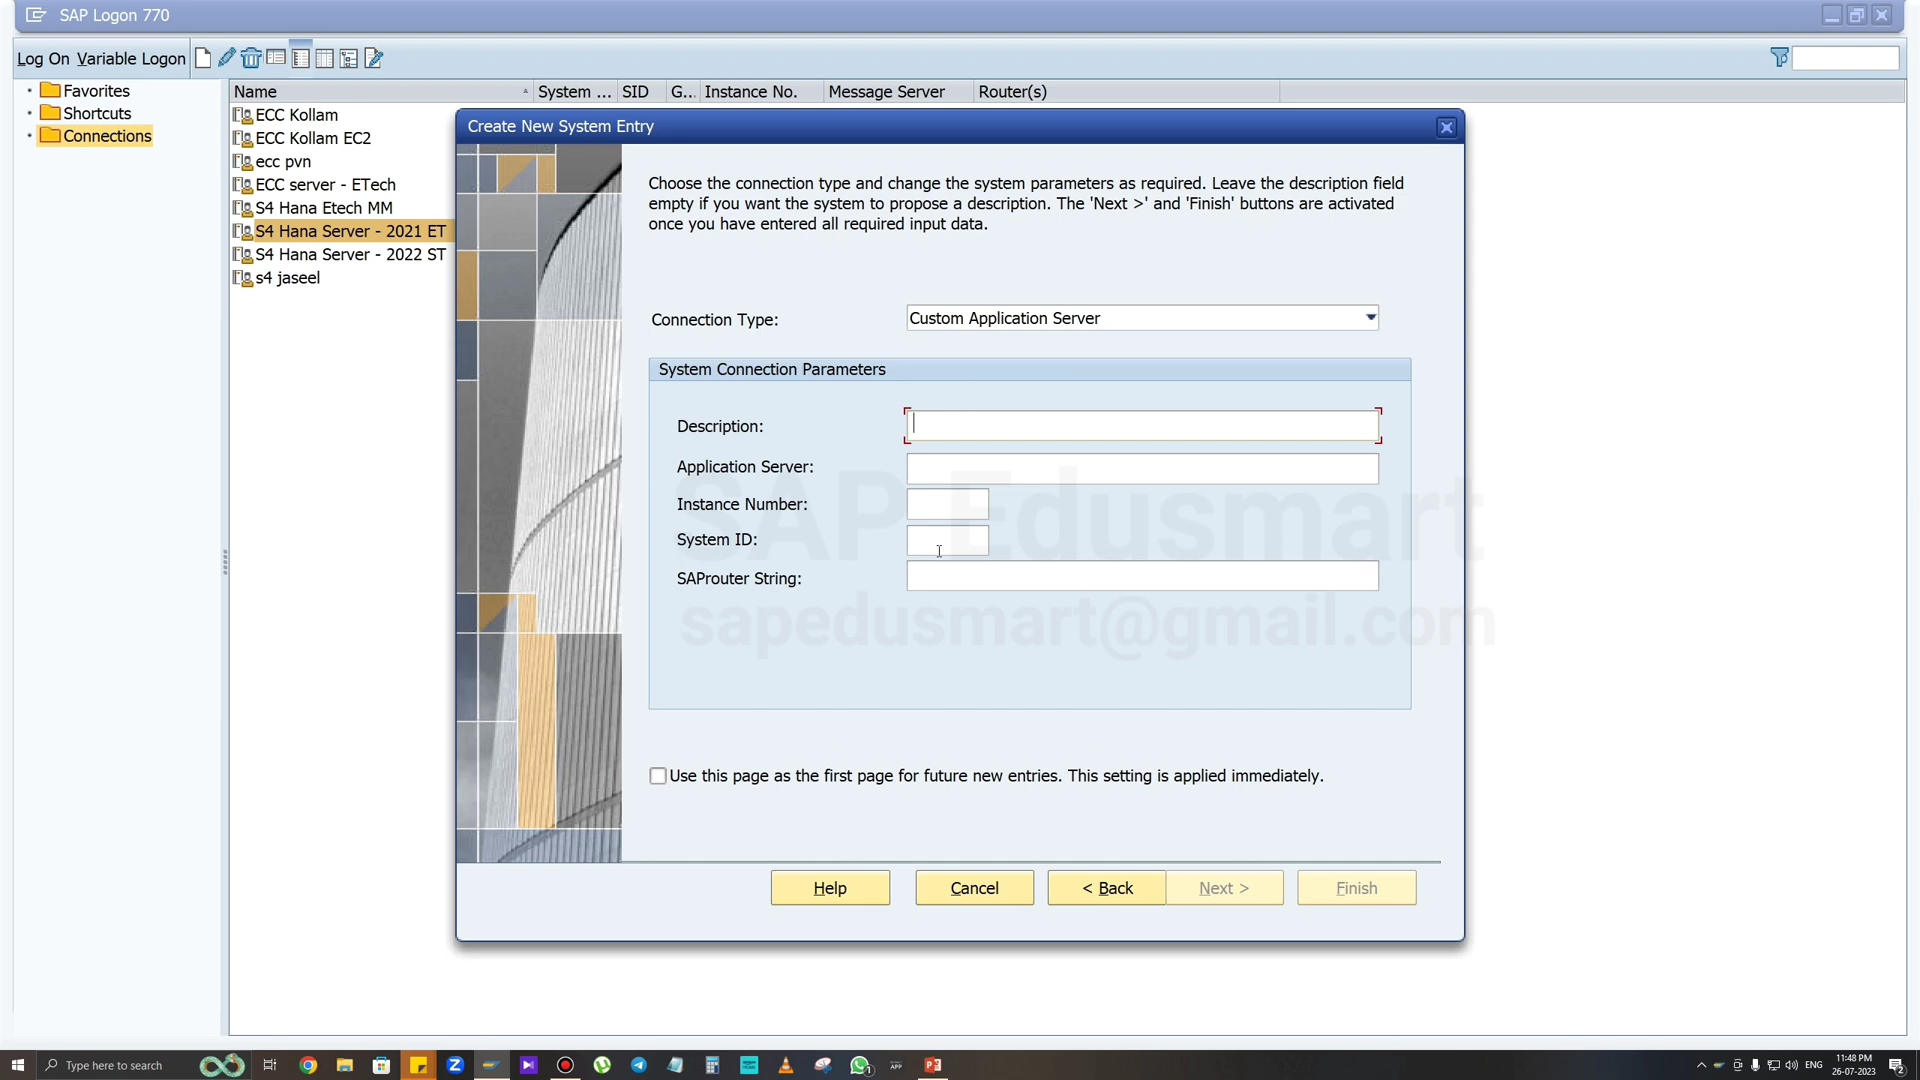 SAP Logon 770
Log On Variable Logon
Favorites
Shortcuts
Connections
Name System ... SID G... Instance No. Message Server Router(s)
ECC Kollam
ECC Kollam EC2
ecc pvn
ECC server - ETech
S4 Hana Etech MM
S4 Hana Server - 2021 ET
S4 Hana Server - 2022 ST
s4 jaseel
Create New System Entry
Choose the connection type and change the system parameters as required. Leave the description field
empty if you want the system to propose a description. The 'Next >' and 'Finish' buttons are activated
once you have entered all required input data.
Connection Type: Custom Application Server
System Connection Parameters
Description:
Application Server:
Instance Number:
System ID:
SAProuter String:
SAP Edusmart
sapedusmart@gmail.com
Use this page as the first page for future new entries. This setting is applied immediately.
Help Cancel < Back Next > Finish
Type here to search
APP
1
ENG
11:48 PM
26-07-2023
2